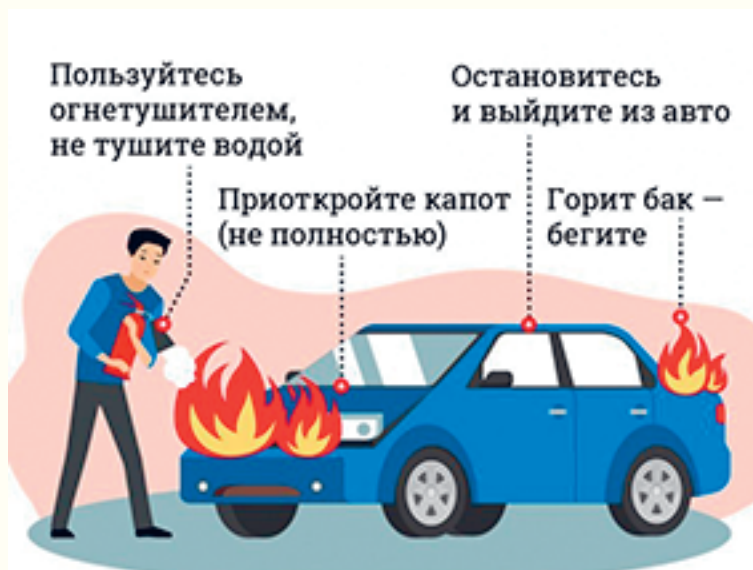 Пользуйтесь
огнетушителем,
не тушите водой
Остановитесь
и выйдите из авто
Приоткройте капот
(не полностью)
Горит бак —
бегите